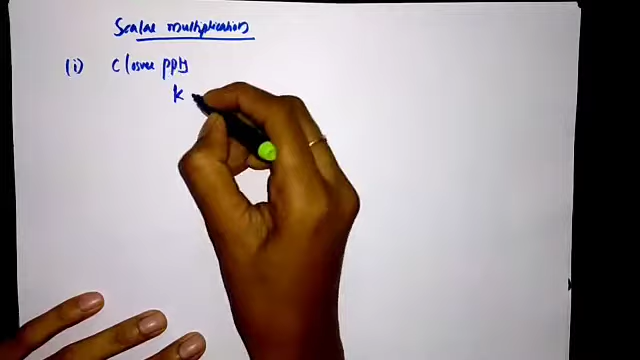 Scalar multiplication
(i) closure ppty
k